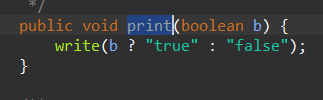 */
public void print(boolean b) {
write(b ? "true" : "false");
}